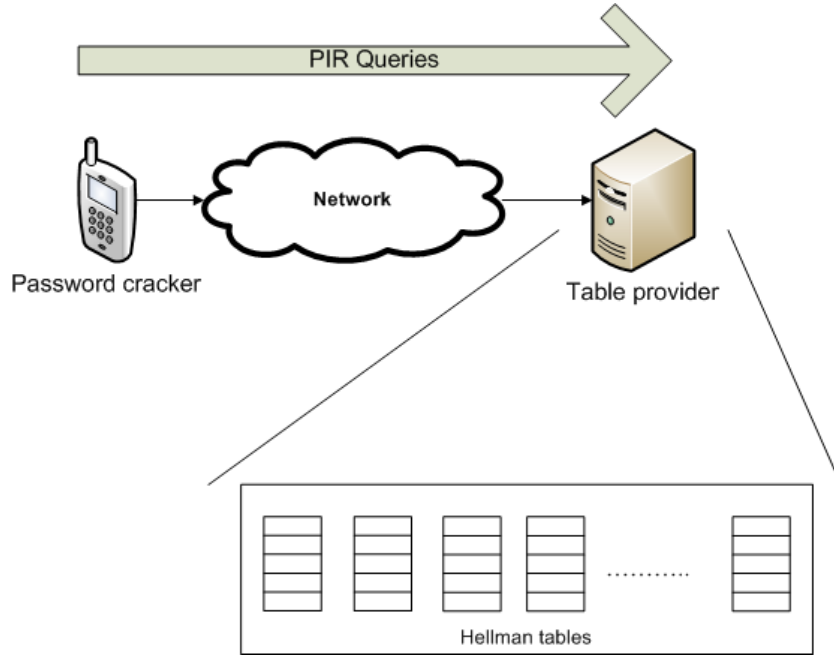 PIR Queries
Network
Password cracker
Table provider
Hellman tables